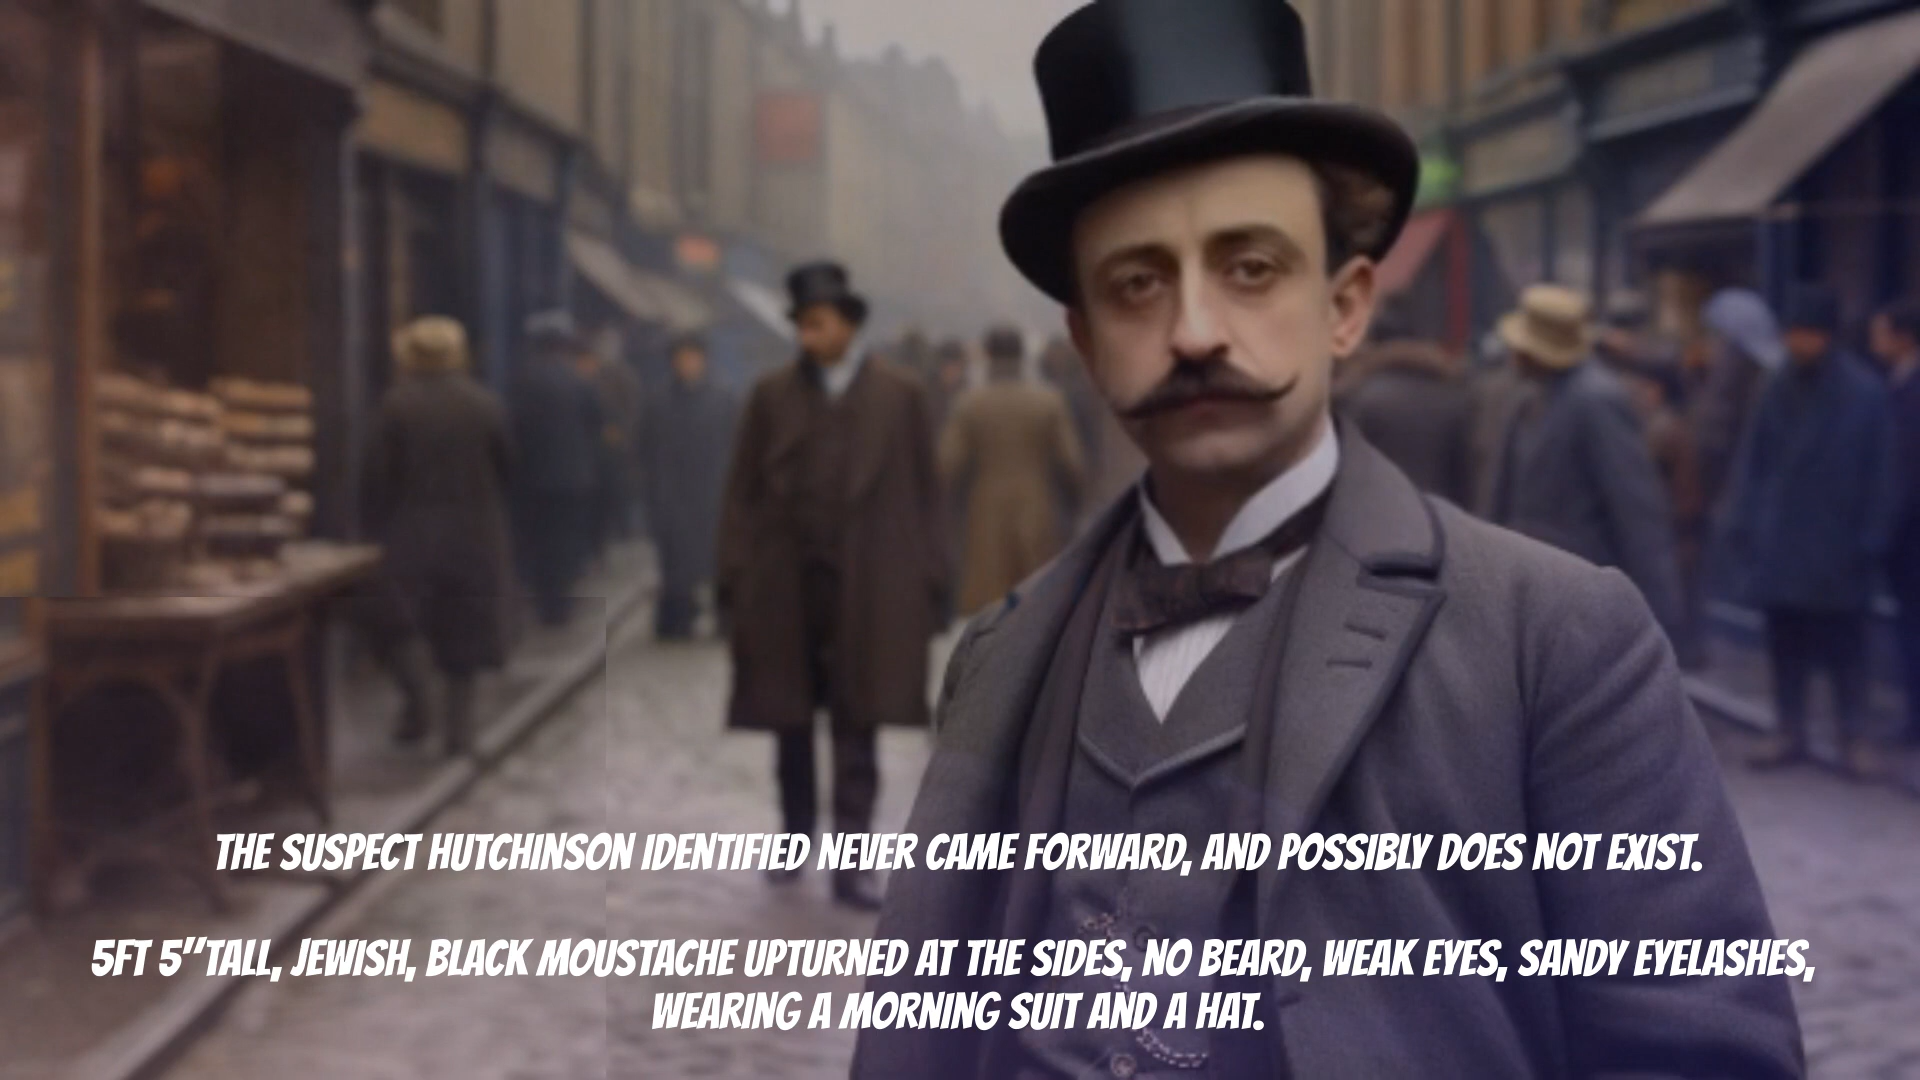 THE SUSPECT HUTCHINSON IDENTIFIED NEVER CAME FORWARD, AND POSSIBLY DOES NOT EXIST.
5FT 5"TALL, JEWISH, BLACK MOUSTACHE UPTURNED AT THE SIDES, NO BEARD, WEAK EYES, SANDY EYELASHES,
WEARING A MORNING SUIT AND A HAT.